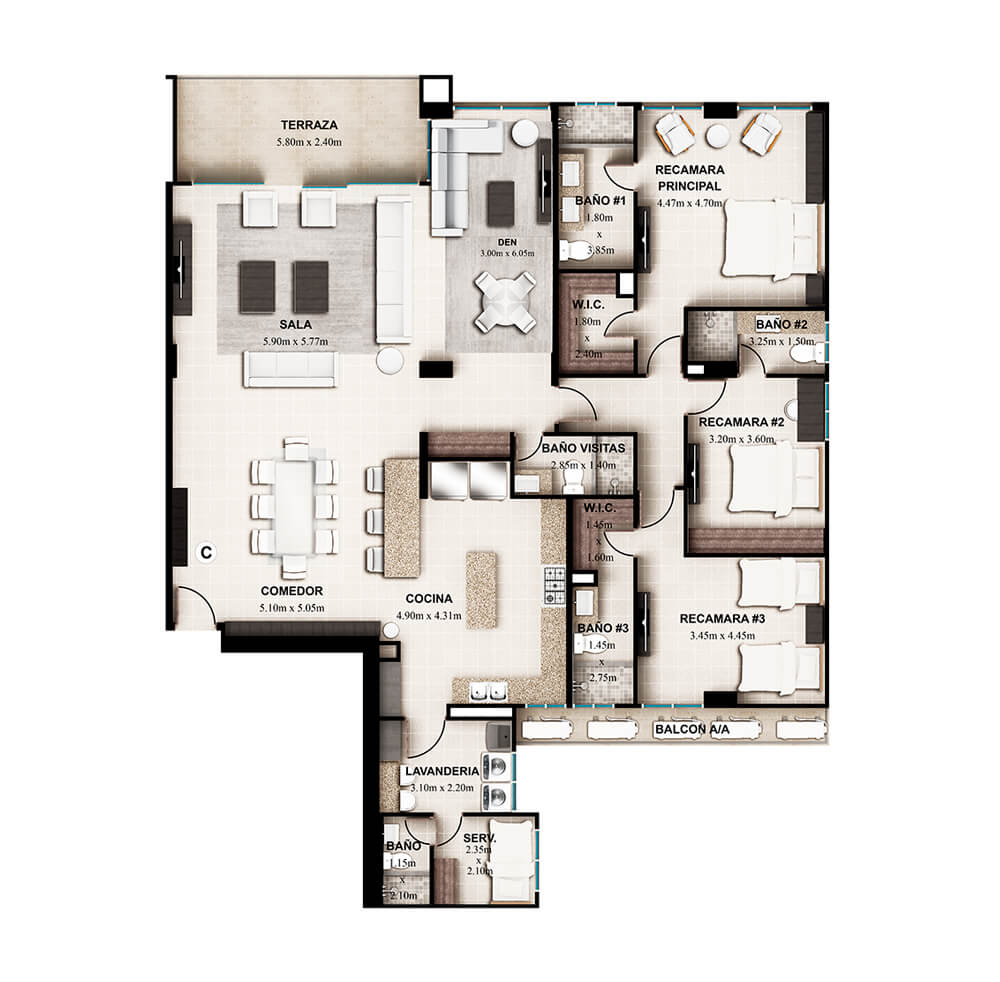 TERRAZA
5.80m x 2.40m
RECAMARA
PRINCIPAL
4.47m x 4.70m
BAÑO #1
1.80m
x
3.85m
DEN
3.00m x 6.05m
W.I.C.
1.80m
x
2.40m
SALA
5.90m x 5.77m
BAÑO #2
3.25m x 1.50m
RECAMARA #2
3.20m x 3.60m
BAÑO VISITAS
2.85m x 1.40m
W.I.C.
1.45m
x
1.60m
C
COMEDOR
5.10m x 5.05m
COCINA
4.90m x 4.31m
BAÑO #3
1.45m
x
2.75m
RECAMARA #3
3.45m x 4.45m
BALCON A/A
LAVANDERIA
3.10m x 2.20m
BAÑO
1.15m
x
2.10m
SERV.
2.35m
x
2.10m